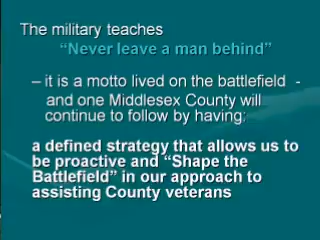 The military teaches
“Never leave a man behind”
– it is a motto lived on the battlefield -
and one Middlesex County will
continue to follow by having:
a defined strategy that allows us to
be proactive and “Shape the
Battlefield” in our approach to
assisting County veterans